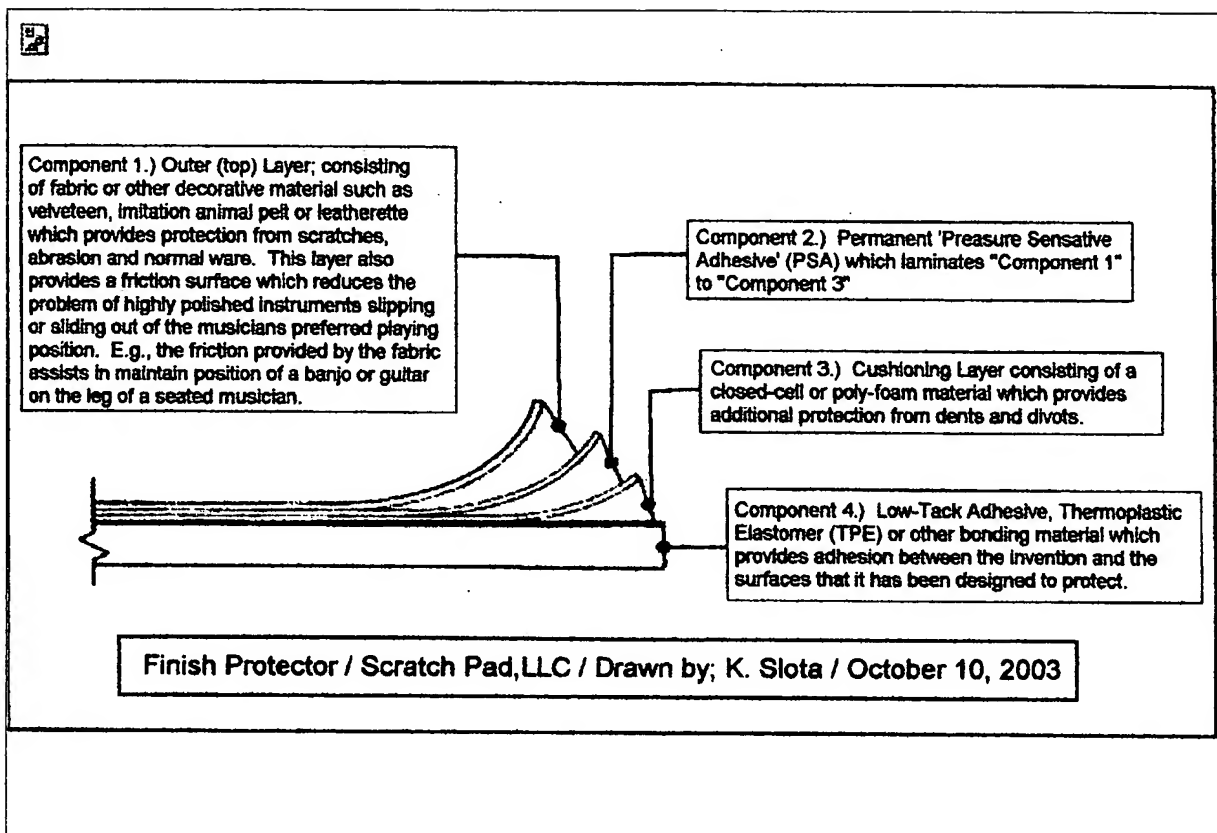 Component 1.) Outer (top) Layer; consisting
of fabric or other decorative material such as
velveteen, imitation animal pelt or leatherette
which provides protection from scratches,
abrasion and normal ware. This layer also
provides a friction surface which reduces the
problem of highly polished instruments slipping
or sliding out of the musicians preferred playing
position. E.g., the friction provided by the fabric
assists in maintain position of a banjo or guitar
on the leg of a seated musician.
Component 2.) Permanent 'Preasure Sensative
Adhesive' (PSA) which laminates "Component 1"
to "Component 3"
Component 3.) Cushioning Layer consisting of a
closed-cell or poly-foam material which provides
additional protection from dents and divots.
Component 4.) Low-Tack Adhesive, Thermoplastic
Elastomer (TPE) or other bonding material which
provides adhesion between the invention and the
surfaces that it has been designed to protect.
Finish Protector / Scratch Pad,LLC / Drawn by; K. Slota / October 10, 2003